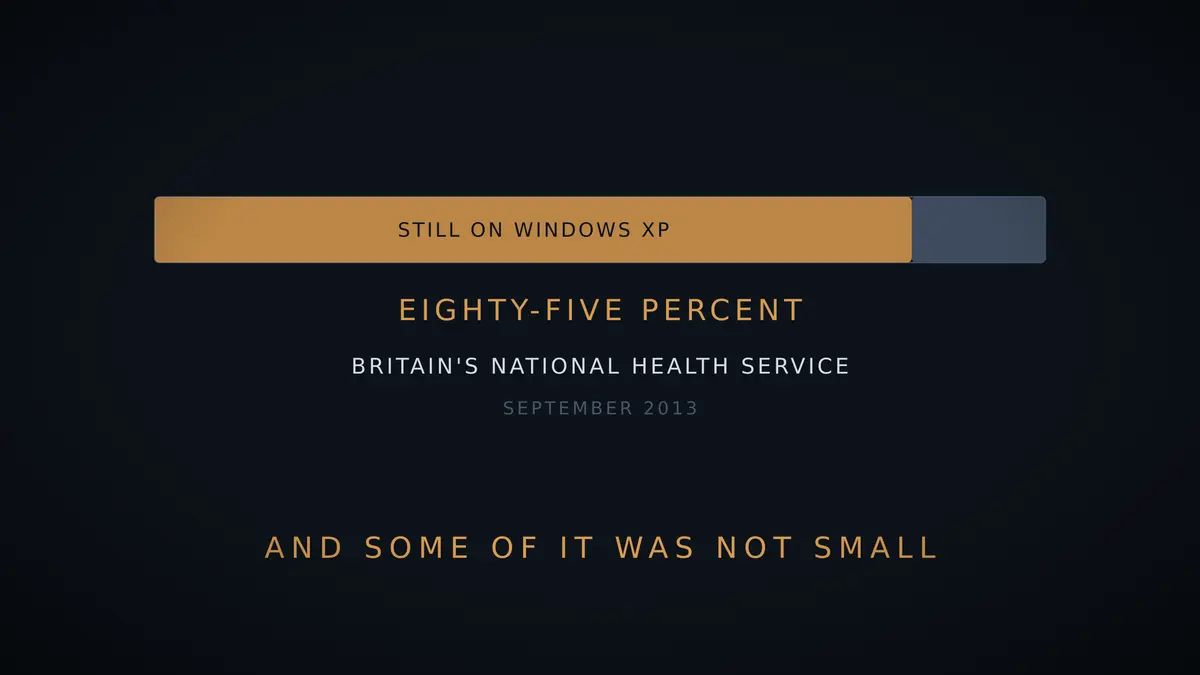 STILL ON WINDOWS XP
EIGHTY-FIVE PERCENT
BRITAIN'S NATIONAL HEALTH SERVICE
SEPTEMBER 2013
AND SOME OF IT WAS NOT SMALL